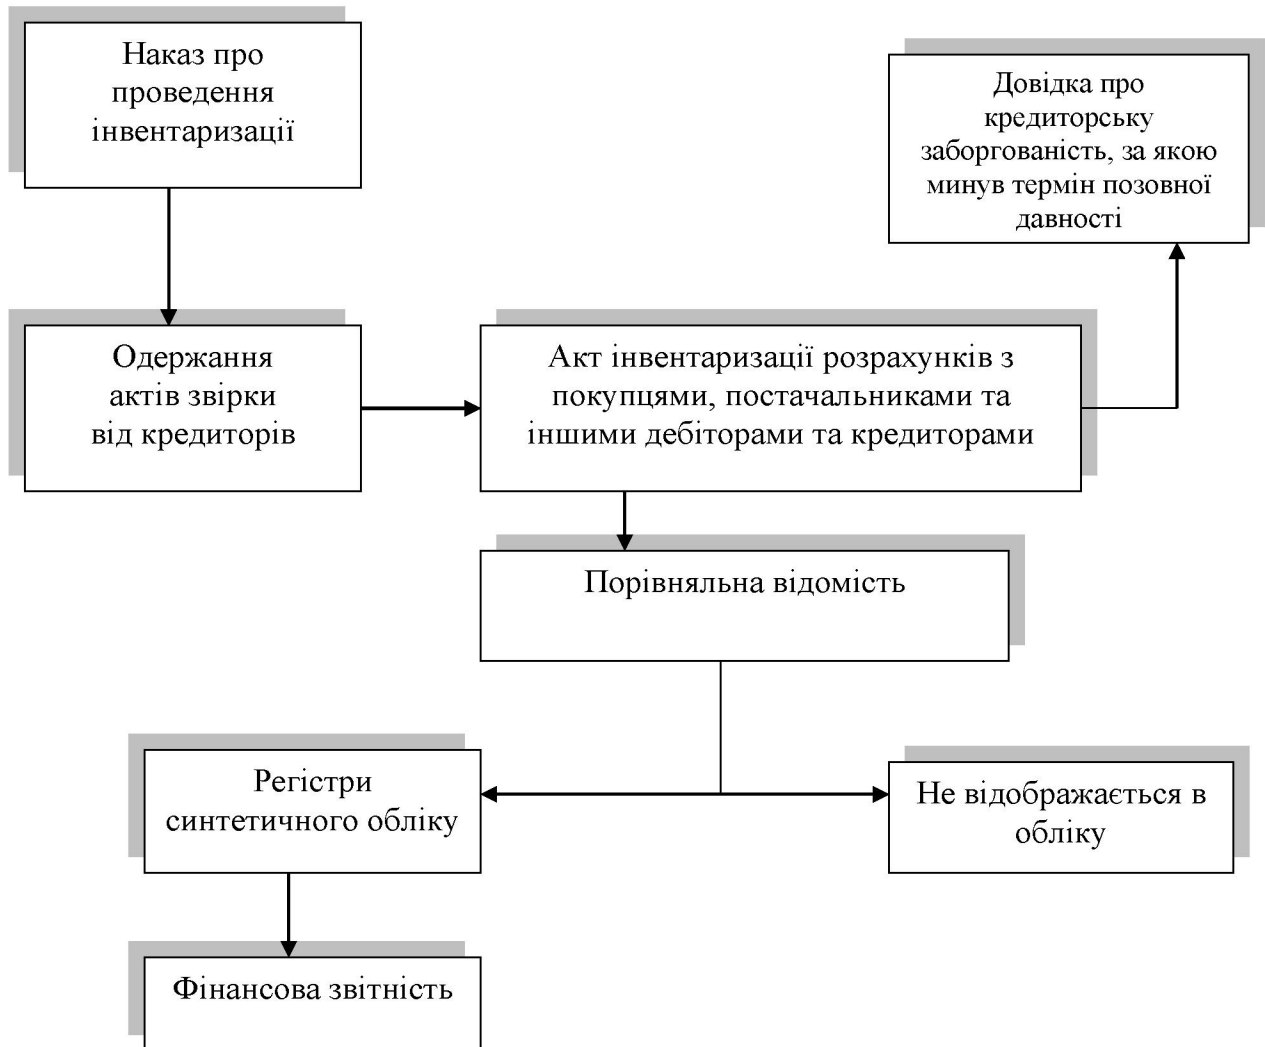 Наказ про
проведення
інвентаризації
Довідка про
кредиторську
заборгованість, за якою
минув термін позовної
давності
Одержання
актів звірки
від кредиторів
Акт інвентаризації розрахунків з
покупцями, постачальниками та
іншими дебіторами та кредиторами
Порівняльна відомість
Регістри
синтетичного обліку
Не відображається в
обліку
Фінансова звітність